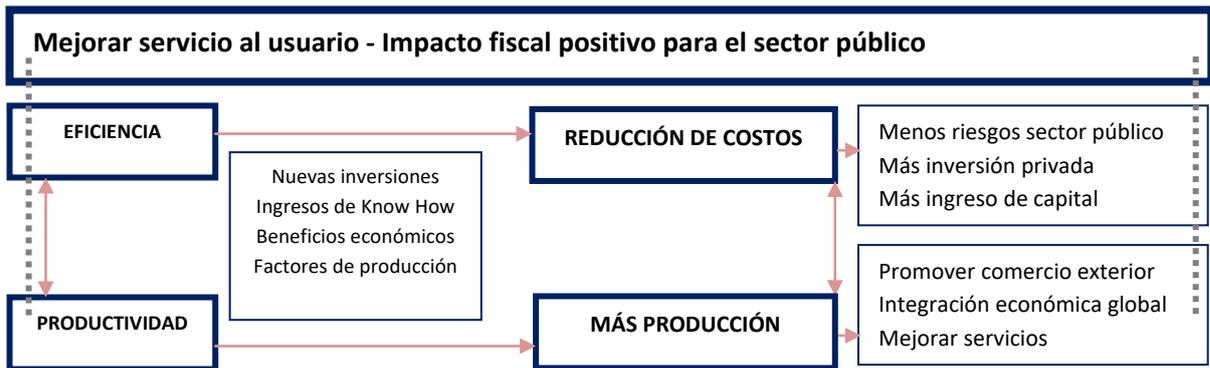 Mejorar servicio al usuario - Impacto fiscal positivo para el sector público
EFICIENCIA
REDUCCIÓN DE COSTOS
Menos riesgos sector público
Más inversión privada
Más ingreso de capital
Nuevas inversiones
Ingresos de Know How
Beneficios económicos
Factores de producción
PRODUCTIVIDAD
MÁS PRODUCCIÓN
Promover comercio exterior
Integración económica global
Mejorar servicios